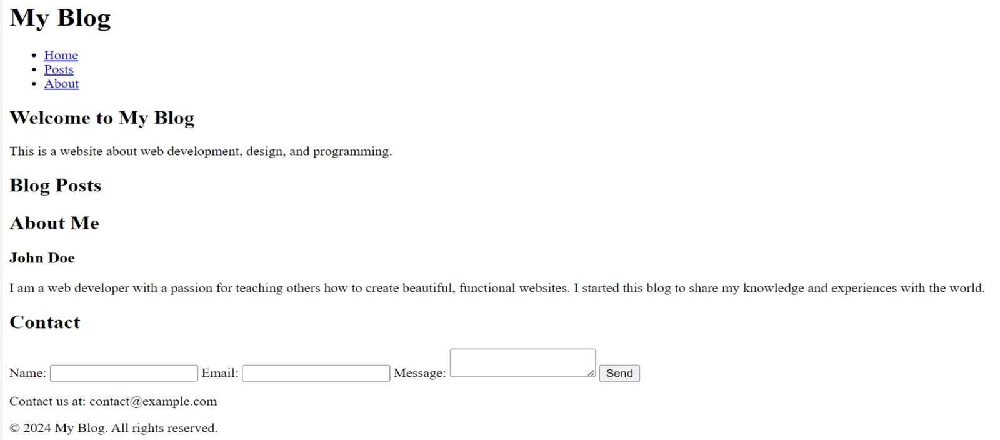 My Blog
Home
Posts
About
Welcome to My Blog
This is a website about web development, design, and programming.
Blog Posts
About Me
John Doe
I am a web developer with a passion for teaching others how to create beautiful, functional websites. I started this blog to share my knowledge and experiences with the world.
Contact
Name: Email: Message: Send
Contact us at: contact@example.com
© 2024 My Blog. All rights reserved.